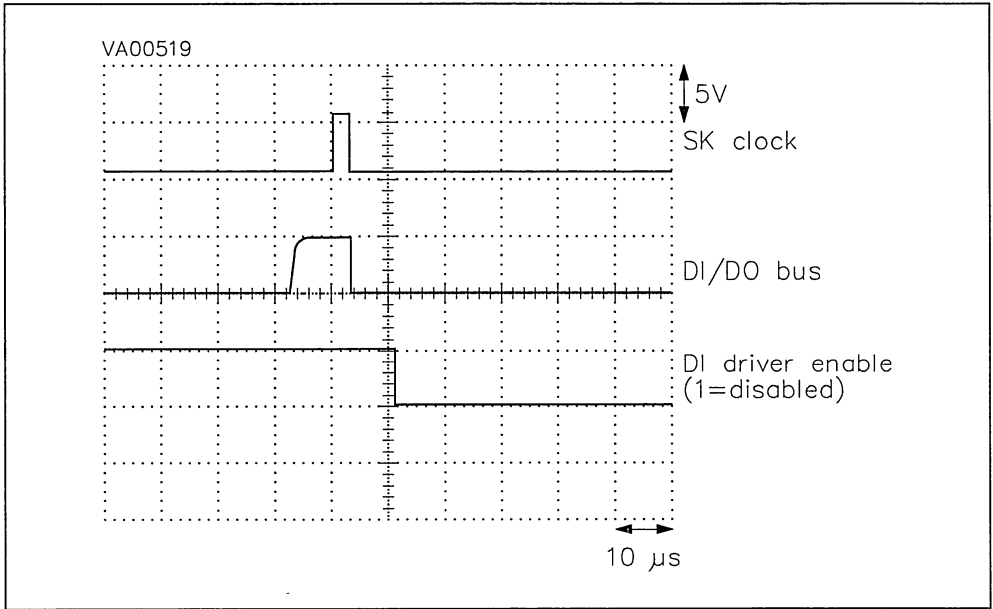 VA00519
5V
SK clock
DI/DO bus
DI driver enable
(1=disabled)
10 µs